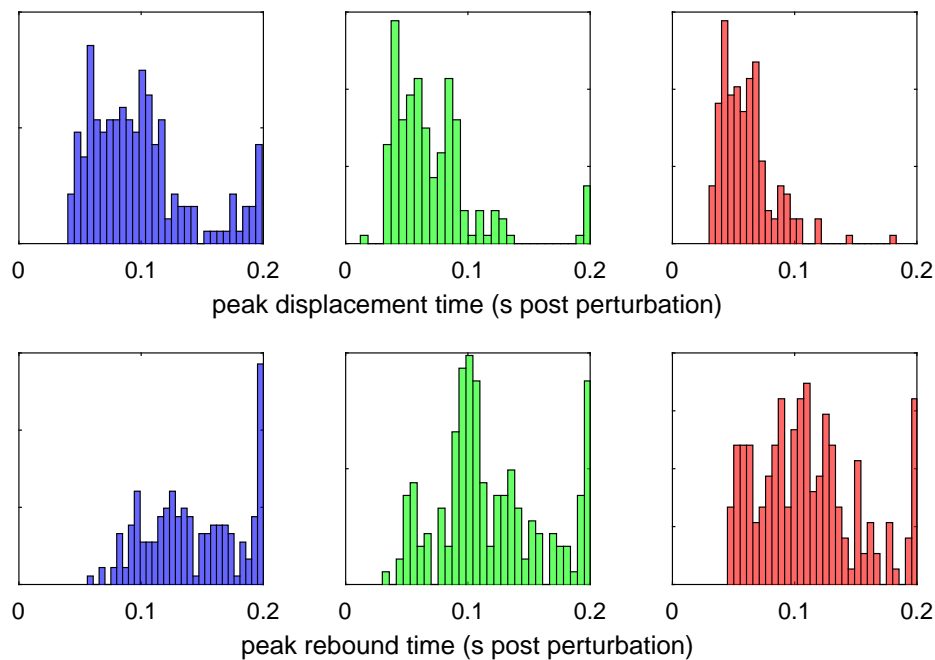 0 0.1 0.2 0 0.1 0.2 0 0.1 0.2
peak displacement time (s post perturbation)
0 0.1 0.2 0 0.1 0.2 0 0.1 0.2
peak rebound time (s post perturbation)